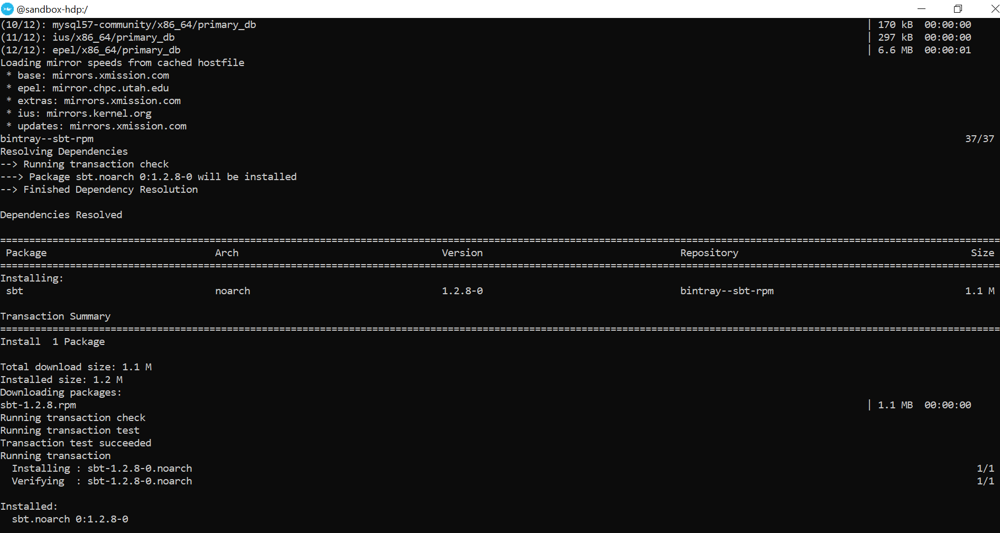 @sandbox-hdp:/
(10/12): mysql57-community/x86_64/primary_db | 170 kB 00:00:00
(11/12): ius/x86_64/primary_db | 297 kB 00:00:00
(12/12): epel/x86_64/primary_db | 6.6 MB 00:00:01
Loading mirror speeds from cached hostfile
* base: mirrors.xmission.com
* epel: mirror.chpc.utah.edu
* extras: mirrors.xmission.com
* ius: mirrors.kernel.org
* updates: mirrors.xmission.com
bintray--sbt-rpm 37/37
Resolving Dependencies
--> Running transaction check
---> Package sbt.noarch 0:1.2.8-0 will be installed
--> Finished Dependency Resolution
Dependencies Resolved
================================================================================
Package Arch Version Repository Size
================================================================================
Installing:
sbt noarch 1.2.8-0 bintray--sbt-rpm 1.1 M
Transaction Summary
================================================================================
Install 1 Package
Total download size: 1.1 M
Installed size: 1.2 M
Downloading packages:
sbt-1.2.8.rpm | 1.1 MB 00:00:00
Running transaction check
Running transaction test
Transaction test succeeded
Running transaction
Installing : sbt-1.2.8-0.noarch 1/1
Verifying : sbt-1.2.8-0.noarch 1/1
Installed:
sbt.noarch 0:1.2.8-0